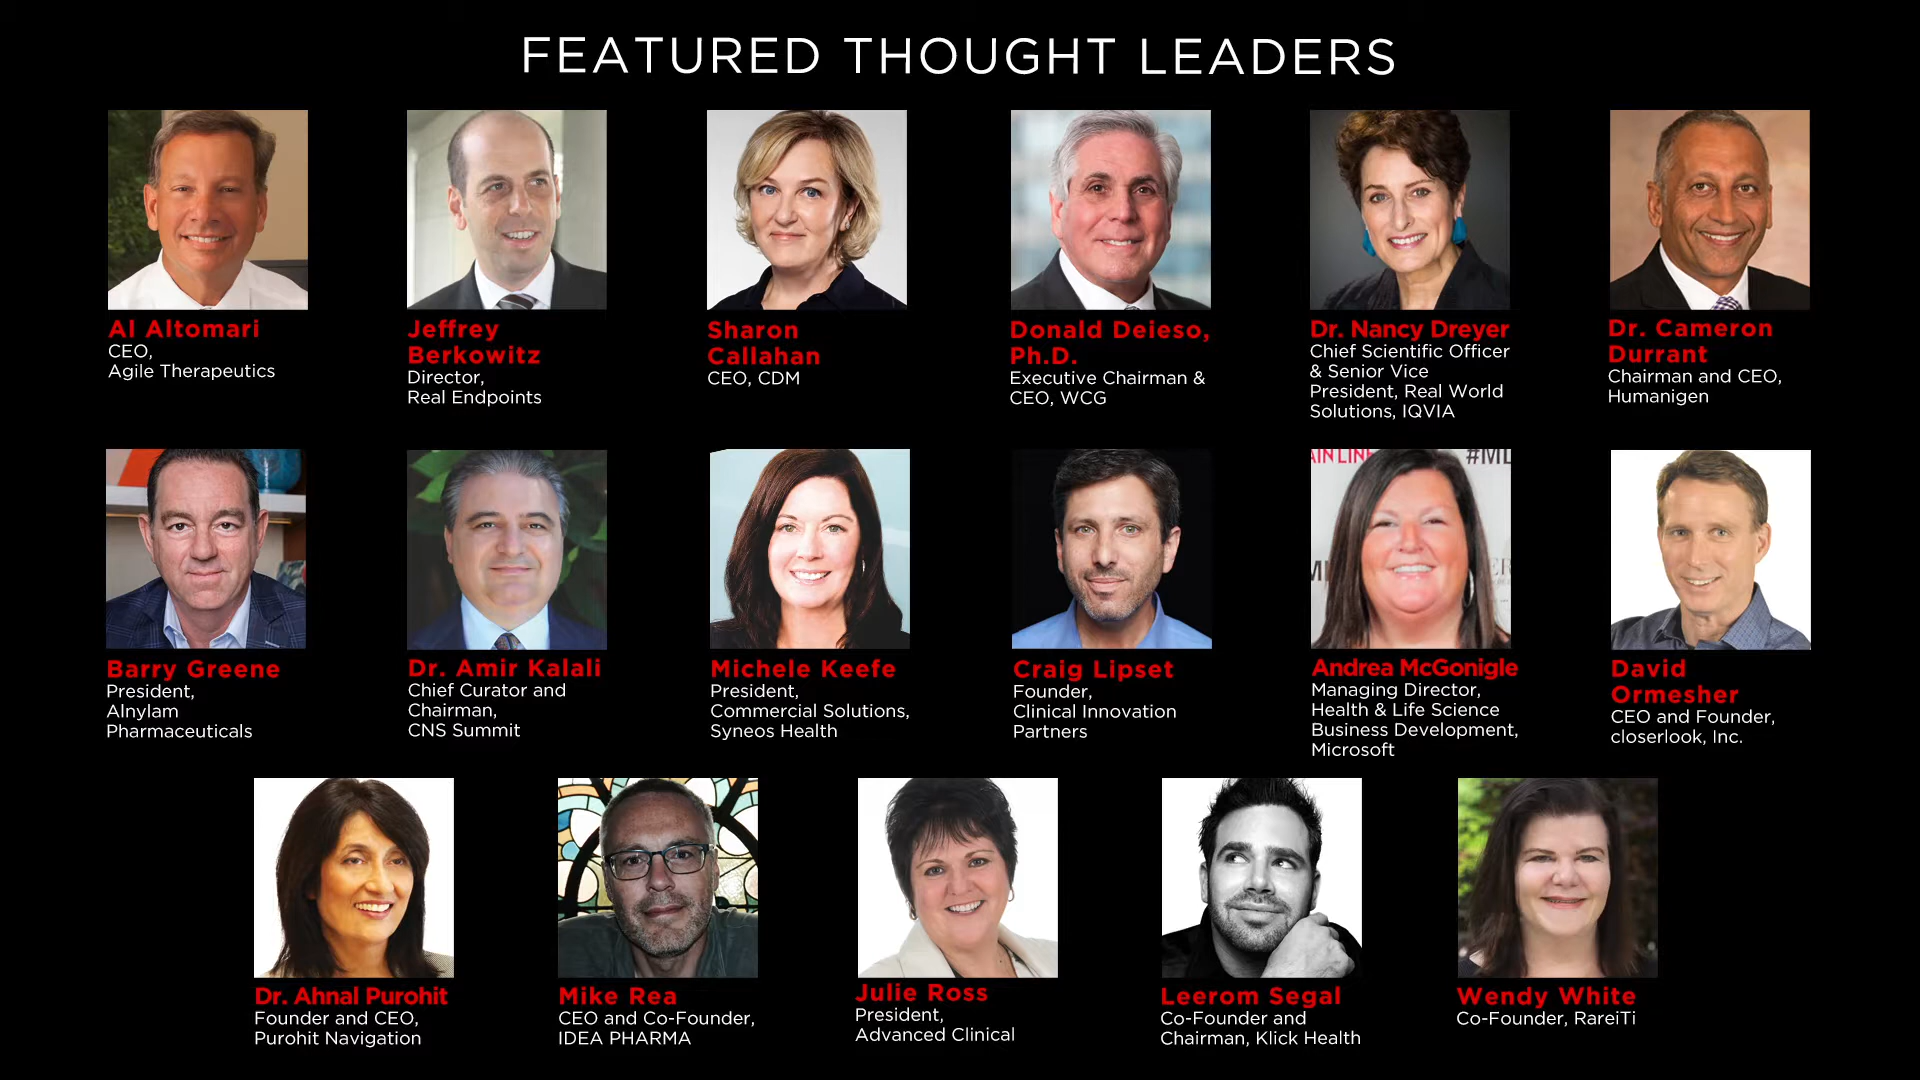 FEATURED THOUGHT LEADERS
Al Altomari
CEO,
Agile Therapeutics
Jeffrey
Berkowitz
Director,
Real Endpoints
Sharon
Callahan
CEO, CDM
Donald Deieso,
Ph.D.
Executive Chairman &
CEO, WCG
Dr. Nancy Dreyer
Chief Scientific Officer
& Senior Vice
President, Real World
Solutions, IQVIA
Dr. Cameron
Durrant
Chairman and CEO,
Humanigen
AIN LINE
#ML
Barry Greene
President,
Alnylam
Pharmaceuticals
Dr. Amir Kalali
Chief Curator and
Chairman,
CNS Summit
Michele Keefe
President,
Commercial Solutions,
Syneos Health
Craig Lipset
Founder,
Clinical Innovation
Partners
Andrea McGonigle
Managing Director,
Health & Life Science
Business Development,
Microsoft
David
Ormesher
CEO and Founder,
closerlook, Inc.
Dr. Ahnal Purohit
Founder and CEO,
Purohit Navigation
Mike Rea
CEO and Co-Founder,
IDEA PHARMA
Julie Ross
President,
Advanced Clinical
Leerom Segal
Co-Founder and
Chairman, Klick Health
Wendy White
Co-Founder, RareiTi